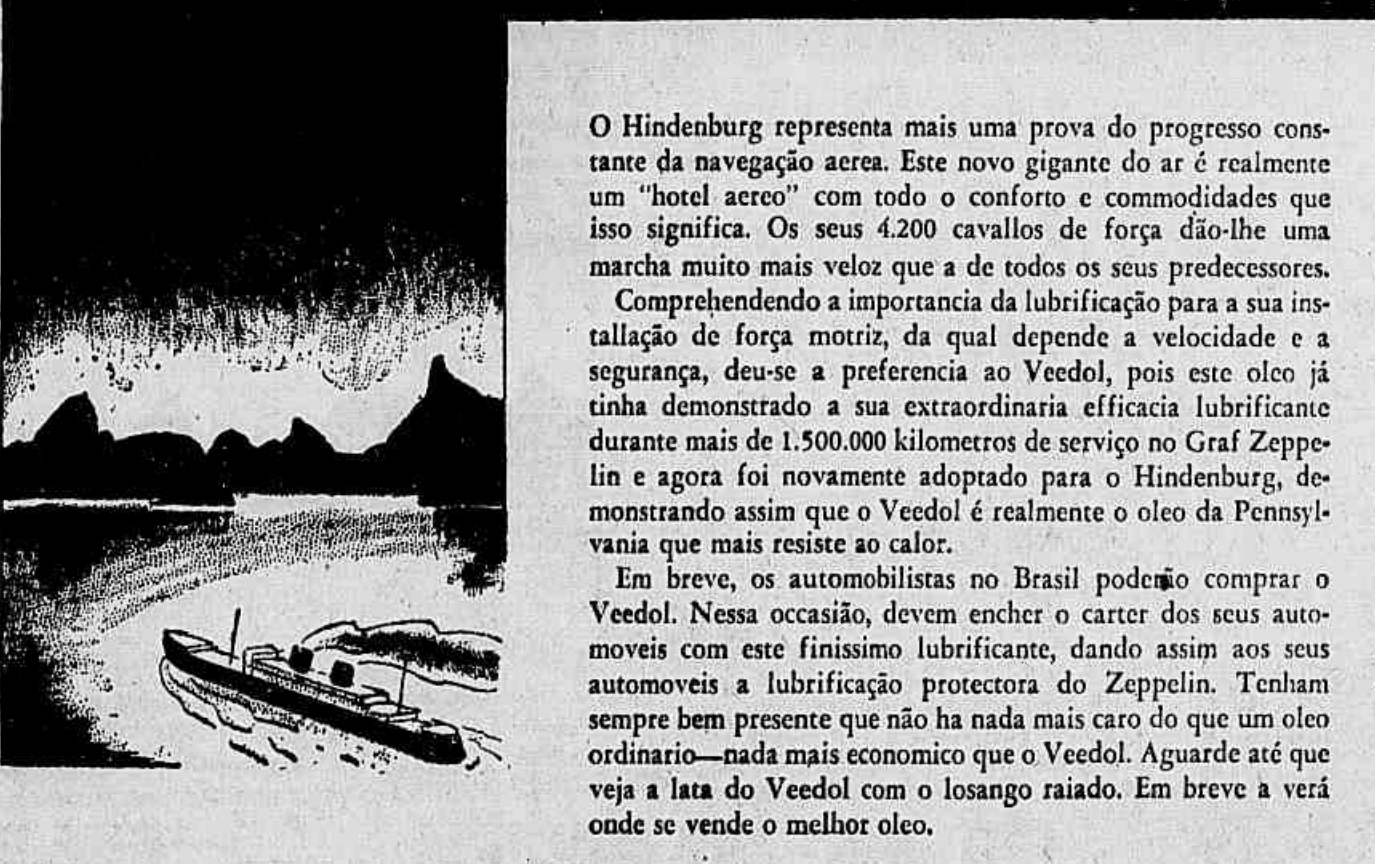 O Hindenburg representa mais uma prova do progresso cons-
tante da navegação aerea. Este novo gigante do ar é realmente
um "hotel aereo" com todo o conforto e commodidades que
isso significa. Os seus 4.200 cavallos de força dão-lhe uma
marcha muito mais veloz que a de todos os seus predecessores.
Comprehendendo a importancia da lubrificação para a sua ins-
tallação de força motriz, da qual depende a velocidade e a
segurança, deu-se a preferencia ao Veedol, pois este oleo já
tinha demonstrado a sua extraordinaria efficacia lubrificante
durante mais de 1.500.000 kilometros de serviço no Graf Zeppe-
lin e agora foi novamente adoptado para o Hindenburg, de-
monstrando assim que o Veedol é realmente o oleo da Pennsyl-
vania que mais resiste ao calor.
Em breve, os automobilistas no Brasil poderão comprar o
Veedol. Nessa occasião, devem encher o carter dos seus auto-
moveis com este finissimo lubrificante, dando assim aos seus
automoveis a lubrificação protectora do Zeppelin. Tenham
sempre bem presente que não ha nada mais caro do que um oleo
ordinario—nada mais economico que o Veedol. Aguarde até que
veja a lata do Veedol com o losango raiado. Em breve a verá
onde se vende o melhor oleo.